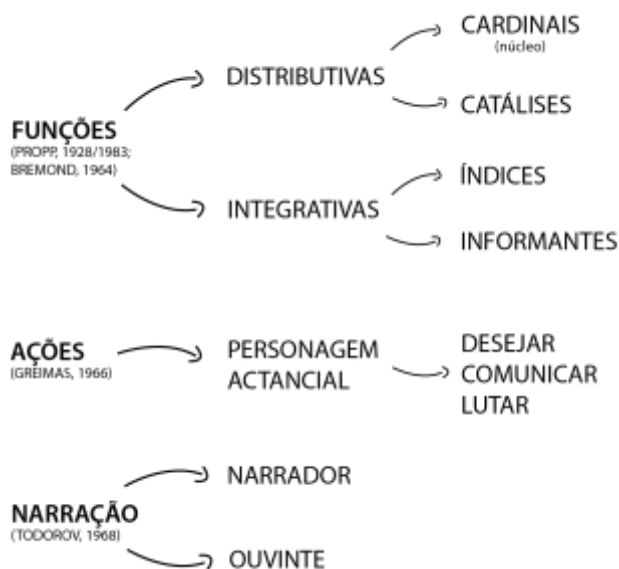 FUNÇÕES
(PROPP, 1928/1983;
BREMOND, 1964)
DISTRIBUTIVAS
CARDINAIS
(núcleo)
CATÁLISES
INTEGRATIVAS
ÍNDICES
INFORMANTES
AÇÕES
(GREIMAS, 1966)
PERSONAGEM
ACTANCIAL
DESEJAR
COMUNICAR
LUTAR
NARRAÇÃO
(TODOROV, 1968)
NARRADOR
OUVINTE